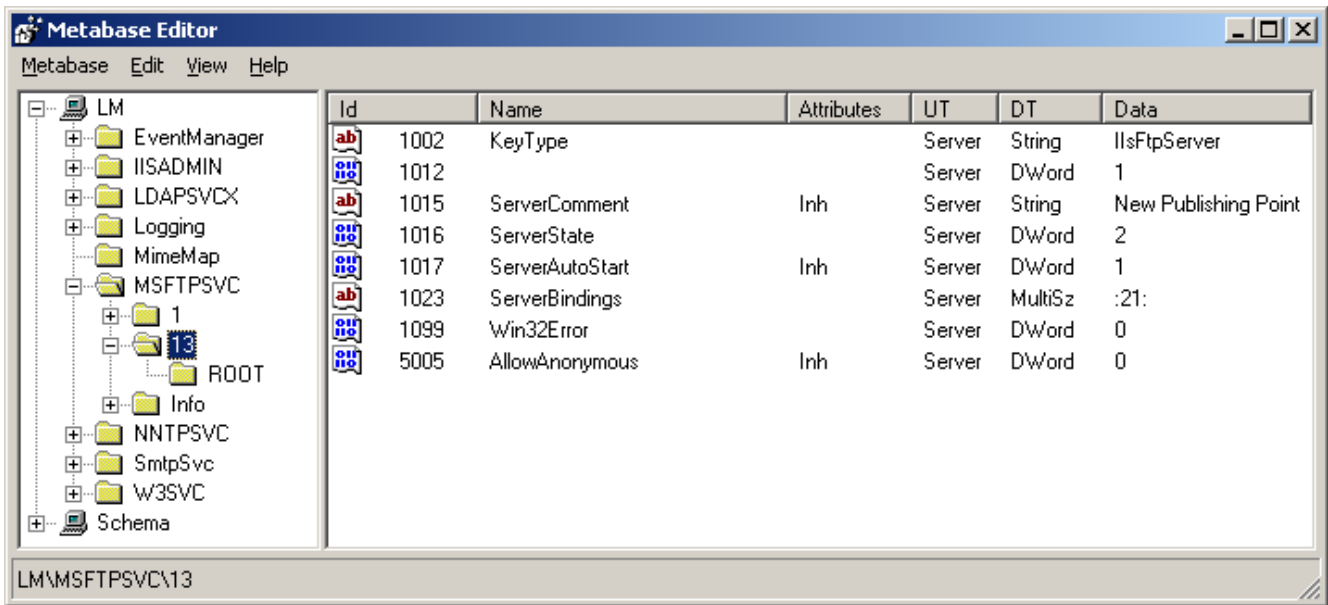 Metabase Editor
Metabase Edit View Help
LM
EventManager
IISADMIN
LDAPSVCX
Logging
MimeMap
MSFTPSVC
1
13
ROOT
Info
NNTPSVC
SmtpSvc
W3SVC
Schema
Id Name Attributes UT DT Data
1002 KeyType Server String IIsFtpServer
1012 Server DWord 1
1015 ServerComment Inh Server String New Publishing Point
1016 ServerState Server DWord 2
1017 ServerAutoStart Inh Server DWord 1
1023 ServerBindings Server MultiSz :21:
1099 Win32Error Server DWord 0
5005 AllowAnonymous Inh Server DWord 0
LM\MSFTPSVC\13